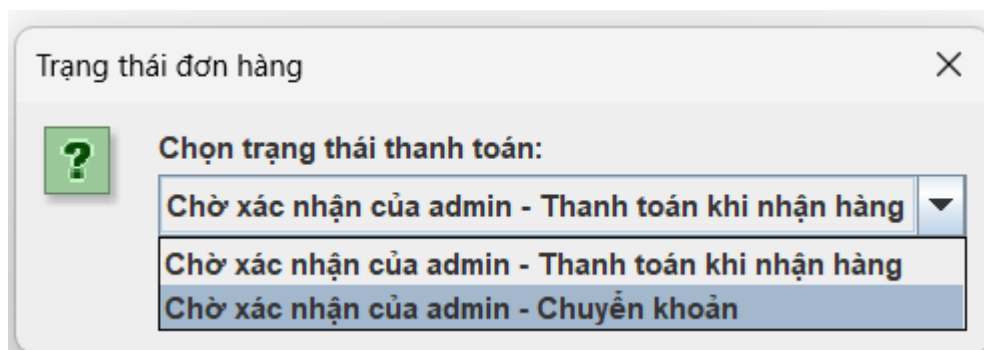 Trạng thái đơn hàng
Chọn trạng thái thanh toán:
Chờ xác nhận của admin - Thanh toán khi nhận hàng
Chờ xác nhận của admin - Thanh toán khi nhận hàng
Chờ xác nhận của admin - Chuyển khoản